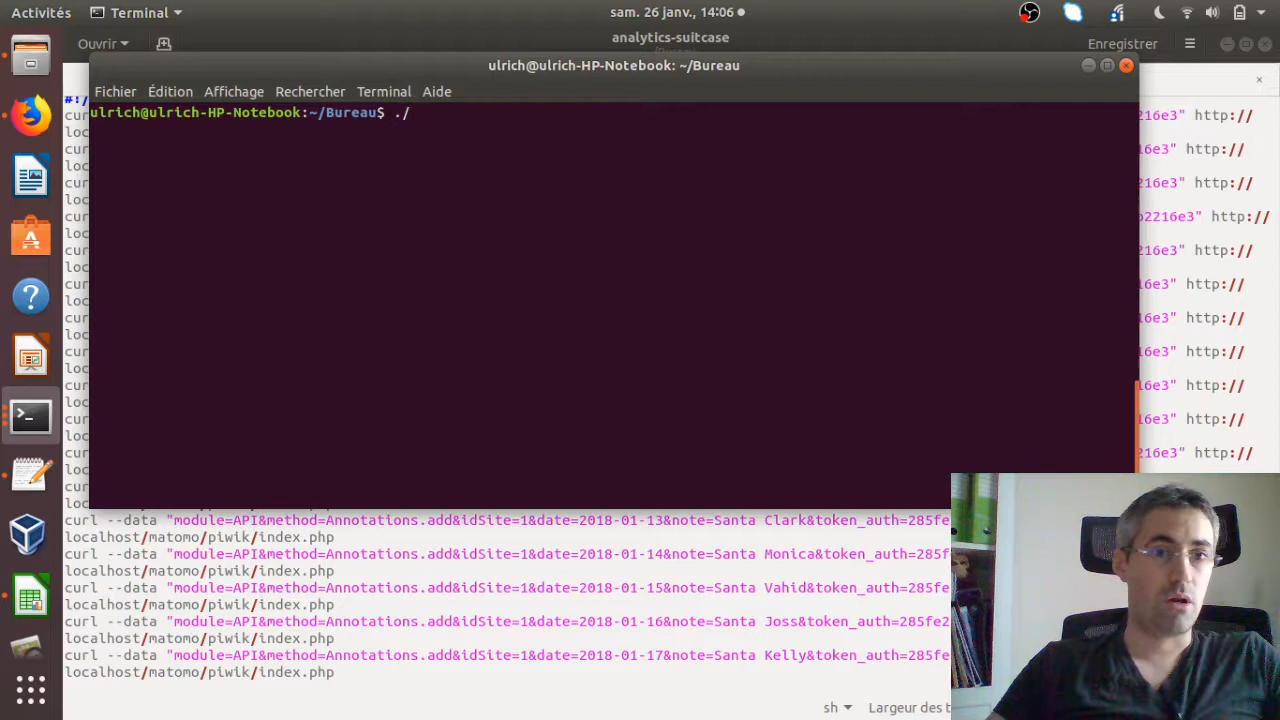 Activités Terminal sam. 26 janv., 14:06
Ouvrir analytics-suitcase Enregistrer
ulrich@ulrich-HP-Notebook: ~/Bureau
Fichier Édition Affichage Rechercher Terminal Aide
ulrich@ulrich-HP-Notebook:~/Bureau$ ./
216e3" http://
16e3" http://
216e3" http://
b2216e3" http://
216e3" http://
16e3" http://
216e3" http://
16e3" http://
216e3" http://
16e3" http://
216e3" http://
curl --data "module=API&method=Annotations.add&idSite=1&date=2018-01-13&note=Santa Clark&token_auth=285fe
localhost/matomo/piwik/index.php
curl --data "module=API&method=Annotations.add&idSite=1&date=2018-01-14&note=Santa Monica&token_auth=285f
localhost/matomo/piwik/index.php
curl --data "module=API&method=Annotations.add&idSite=1&date=2018-01-15&note=Santa Vahid&token_auth=285fe
localhost/matomo/piwik/index.php
curl --data "module=API&method=Annotations.add&idSite=1&date=2018-01-16&note=Santa Joss&token_auth=285fe2
localhost/matomo/piwik/index.php
curl --data "module=API&method=Annotations.add&idSite=1&date=2018-01-17&note=Santa Kelly&token_auth=285fe
localhost/matomo/piwik/index.php
sh Largeur des t